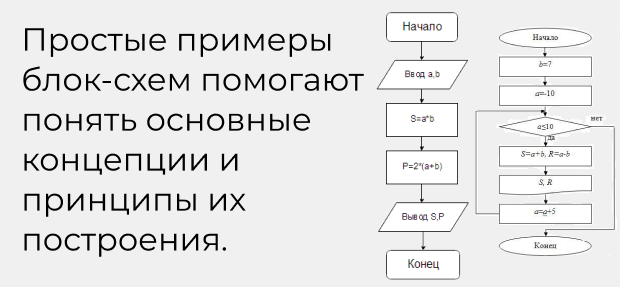 Простые примеры
блок-схем помогают
понять основные
концепции и
принципы их
построения.
Начало
Ввод a,b
S=a*b
P=2*(a+b)
Вывод S,P
Конец
Начало
b=7
a=-10
a≤10
нет
да
S=a+b, R=a-b
S, R
a=a+5
Конец